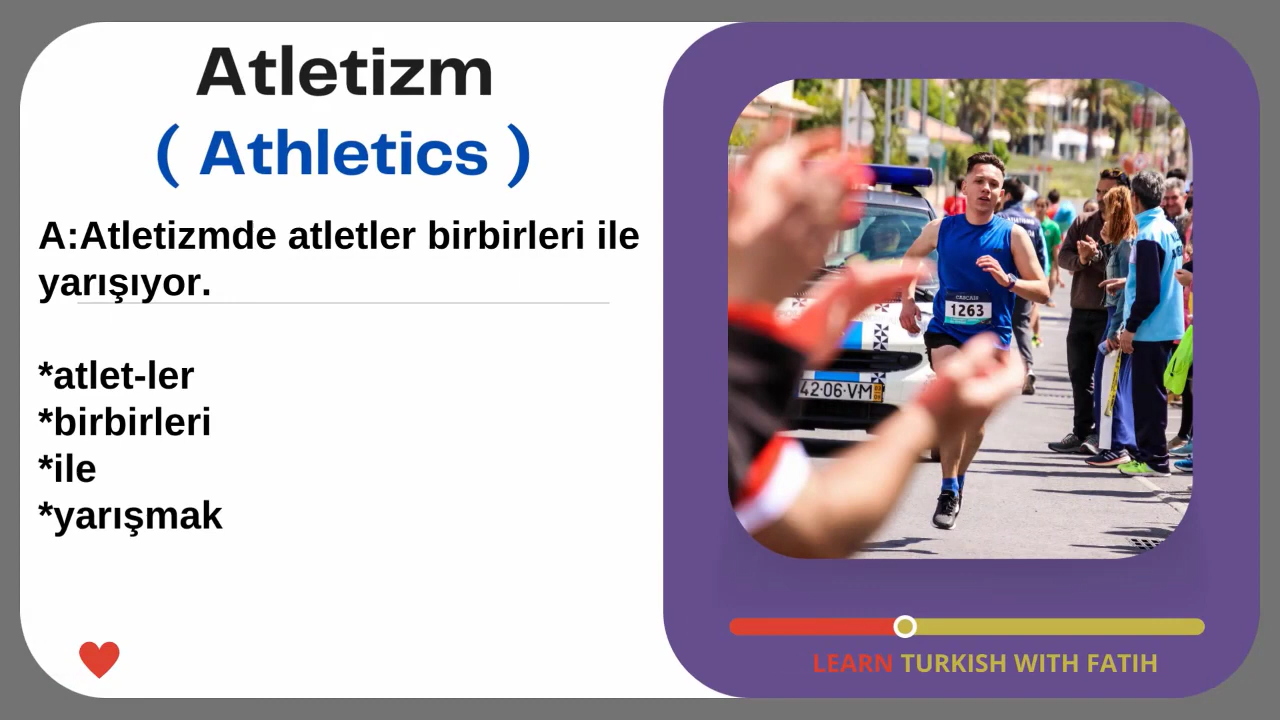 Atletizm
( Athletics )
A:Atletizmde atletler birbirleri ile
yarışıyor.
*atlet-ler
*birbirleri
*ile
*yarışmak
CASCAIS
1263
42-06-VM
LEARN TURKISH WITH FATIH